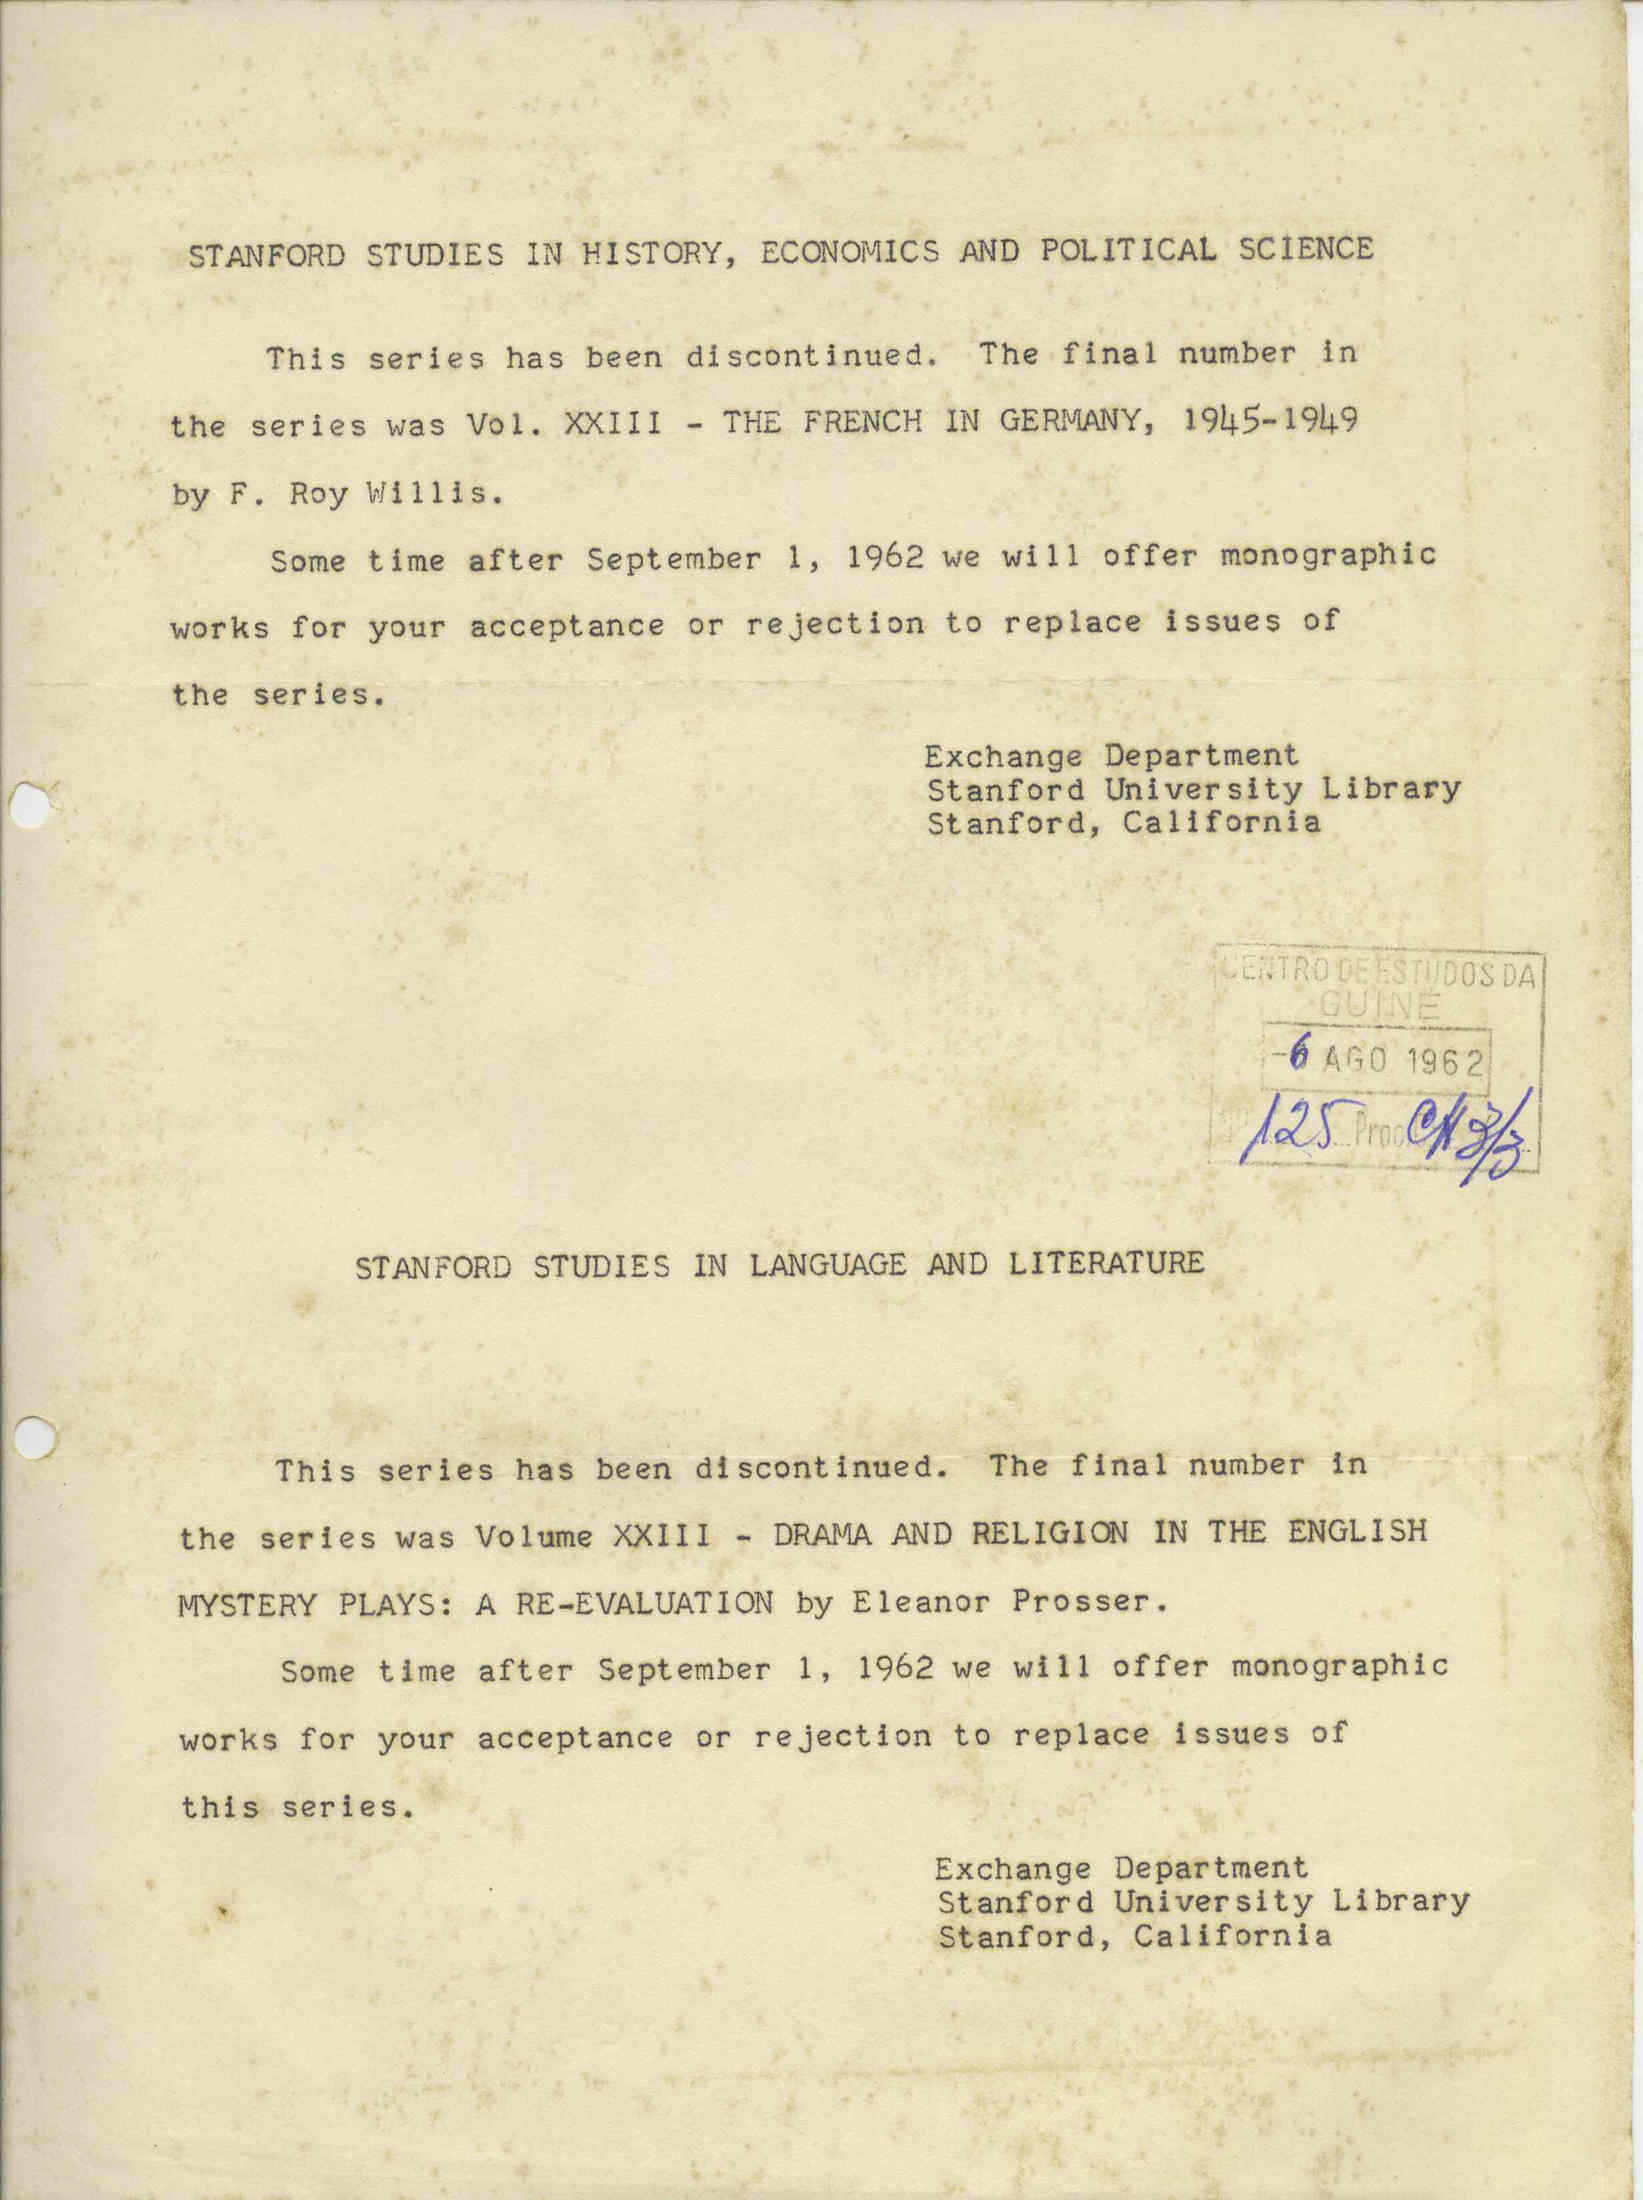 STANFORD STUDIES IN HISTORY, ECONOMICS AND POLITICAL SCIENCE
This series has been discontinued. The final number in
the series was Vol. XXIII - THE FRENCH IN GERMANY, 1945-1949
by F. Roy Willis.
Some time after September 1, 1962 we will offer monographic
works for your acceptance or rejection to replace issues of
the series.
Exchange Department
Stanford University Library
Stanford, California
CENTRO DE ESTUDOS DA
GUINÉ
-6 AGO 1962
125 Proc
STANFORD STUDIES IN LANGUAGE AND LITERATURE
This series has been discontinued. The final number in
the series was Volume XXIII - DRAMA AND RELIGION IN THE ENGLISH
MYSTERY PLAYS: A RE-EVALUATION by Eleanor Prosser.
Some time after September 1, 1962 we will offer monographic
works for your acceptance or rejection to replace issues of
this series.
Exchange Department
Stanford University Library
Stanford, California